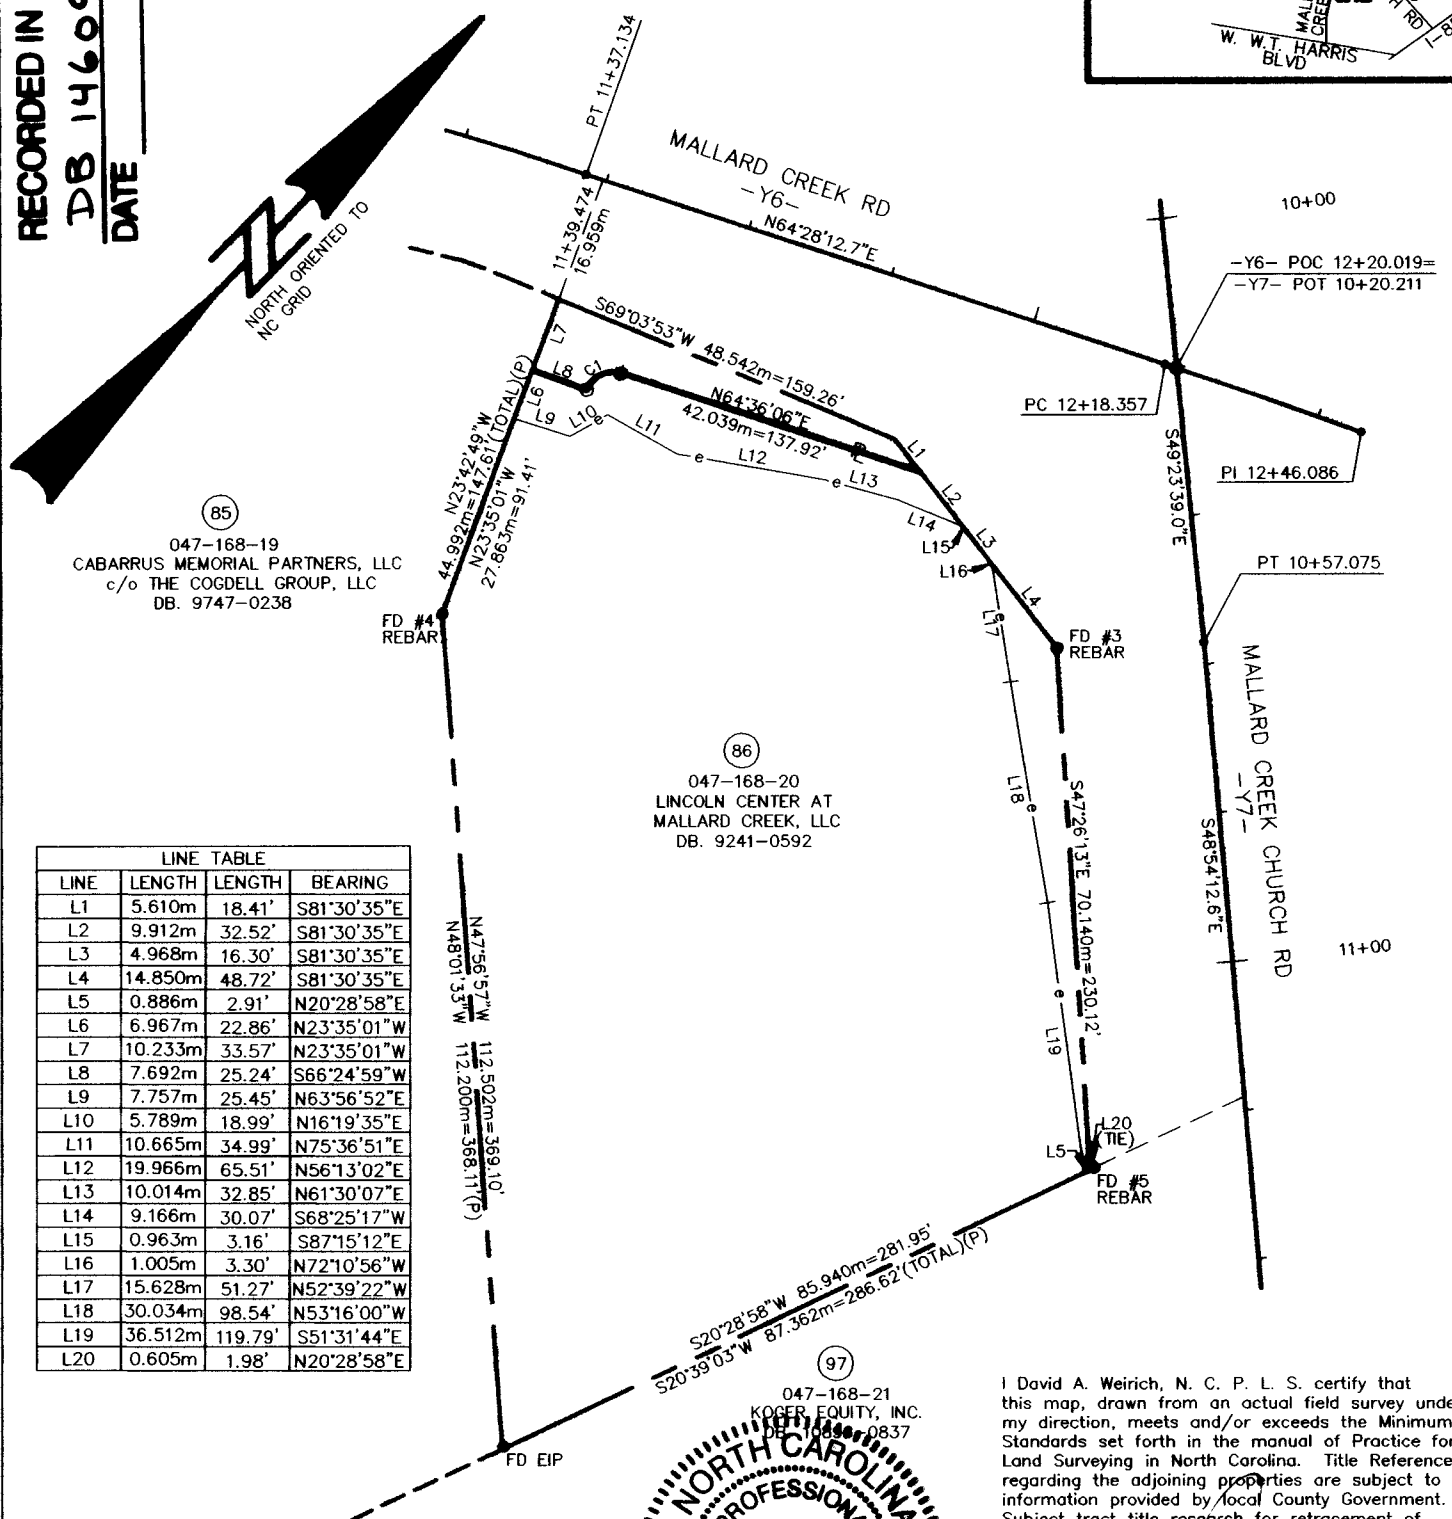 RECORDED IN
DB 1460
DATE
W. W.T. HARRIS
BLVD
MALL
CREE
H RD
I-8
NORTH ORIENTED TO
NC GRID
PT 11+37.134
MALLARD CREEK RD
-Y6-
N64°28'12.7"E
10+00
-Y6- POC 12+20.019=
-Y7- POT 10+20.211
11+39.474
16.959m
S69°03'53"W 48.542m=159.26'
L7
L8
C1
L6
L9
L10
e
L11
N64°36'06"E
42.039m=137.92'
L12
e
e
L13
L1
L2
L14
L15
L3
L16
L4
PC 12+18.357
PI 12+46.086
S49°23'39.0"E
PT 10+57.075
N23°42'49"W
44.992m=147.61'(TOTAL)(P)
N23°35'01"W
27.863m=91.41'
85
047-168-19
CABARRUS MEMORIAL PARTNERS, LLC
c/o THE COGDELL GROUP, LLC
DB. 9747-0238
FD #4
REBAR
e
L17
FD #3
REBAR
86
047-168-20
LINCOLN CENTER AT
MALLARD CREEK, LLC
DB. 9241-0592
L18
e
S47°26'13"E 70.140m=230.12'
MALLARD CREEK CHURCH RD
-Y7-
S48°54'12.6"E
11+00
e
L19
N47°56'57"W 112.502m=369.10'
N48°01'33"W 112.200m=368.11'(P)
L20
(TIE)
L5
FD #5
REBAR
LINE TABLE
LINE LENGTH LENGTH BEARING
L1 5.610m 18.41' S81°30'35"E
L2 9.912m 32.52' S81°30'35"E
L3 4.968m 16.30' S81°30'35"E
L4 14.850m 48.72' S81°30'35"E
L5 0.886m 2.91' N20°28'58"E
L6 6.967m 22.86' N23°35'01"W
L7 10.233m 33.57' N23°35'01"W
L8 7.692m 25.24' S66°24'59"W
L9 7.757m 25.45' N63°56'52"E
L10 5.789m 18.99' N16°19'35"E
L11 10.665m 34.99' N75°36'51"E
L12 19.966m 65.51' N56°13'02"E
L13 10.014m 32.85' N61°30'07"E
L14 9.166m 30.07' S68°25'17"W
L15 0.963m 3.16' S87°15'12"E
L16 1.005m 3.30' N72°10'56"W
L17 15.628m 51.27' N52°39'22"W
L18 30.034m 98.54' N53°16'00"W
L19 36.512m 119.79' S51°31'44"E
L20 0.605m 1.98' N20°28'58"E
S20°28'58"W 85.940m=281.95'
S20°39'03"W 87.362m=286.62'(TOTAL)(P)
FD EIP
97
047-168-21
KOGER EQUITY, INC.
NORTH CAROLINA
PROFESSIONA
I David A. Weirich, N. C. P. L. S. certify that
this map, drawn from an actual field survey unde
my direction, meets and/or exceeds the Minimum
Standards set forth in the manual of Practice for
Land Surveying in North Carolina. Title Reference
regarding the adjoining properties are subject to
information provided by local County Government.
Subject tract title research for retracement of